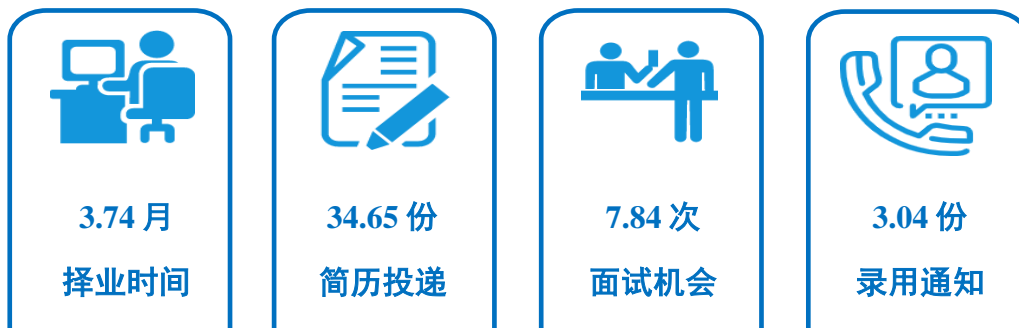 3.74 月
择业时间
34.65 份
简历投递
7.84 次
面试机会
3.04 份
录用通知